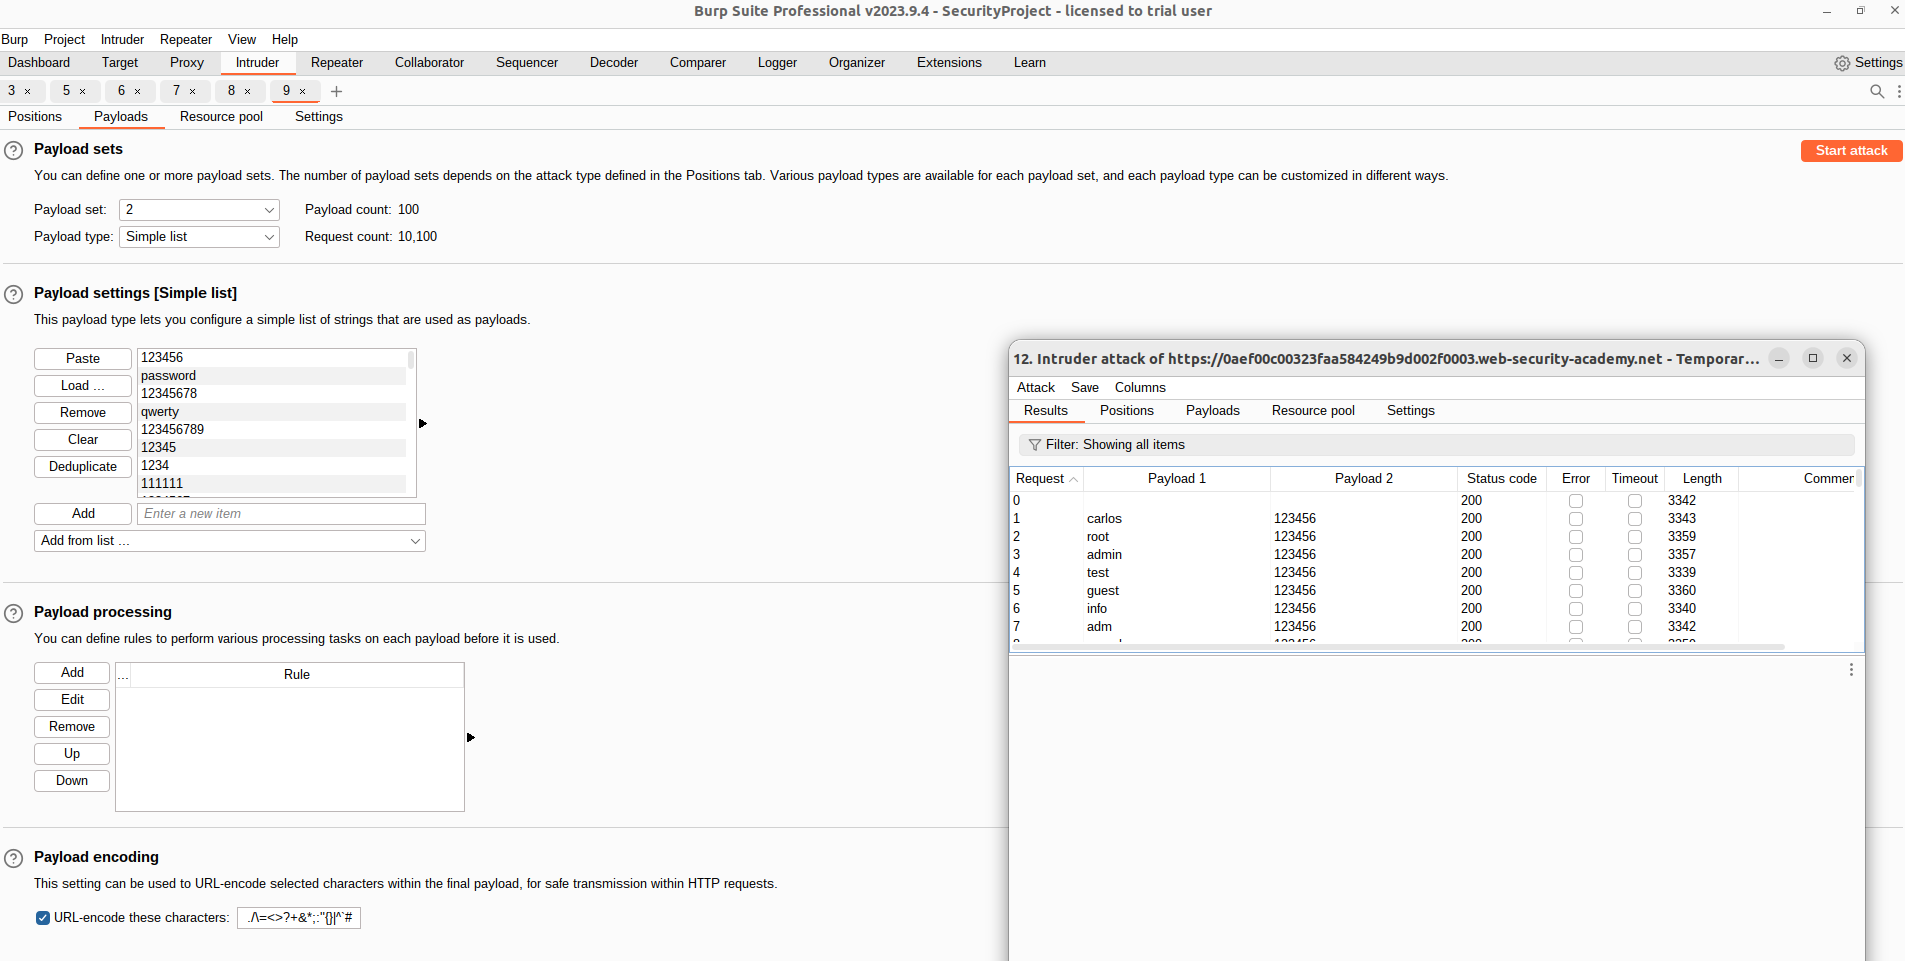 Burp Suite Professional v2023.9.4 - SecurityProject - licensed to trial user
Burp Project Intruder Repeater View Help
Dashboard Target Proxy Intruder Repeater Collaborator Sequencer Decoder Comparer Logger Organizer Extensions Learn Settings
3 × 5 × 6 × 7 × 8 × 9 × +
Positions Payloads Resource pool Settings
? Payload sets
Start attack
You can define one or more payload sets. The number of payload sets depends on the attack type defined in the Positions tab. Various payload types are available for each payload set, and each payload type can be customized in different ways.
Payload set: 2 Payload count: 100
Payload type: Simple list Request count: 10,100
? Payload settings [Simple list]
This payload type lets you configure a simple list of strings that are used as payloads.
Paste
Load ...
Remove
Clear
Deduplicate
123456
password
12345678
qwerty
123456789
12345
1234
111111
Add Enter a new item
Add from list ...
? Payload processing
You can define rules to perform various processing tasks on each payload before it is used.
Add
Edit
Remove
Up
Down
... Rule
? Payload encoding
This setting can be used to URL-encode selected characters within the final payload, for safe transmission within HTTP requests.
URL-encode these characters: ./\=<>?+&*;:"{}|^`#
12. Intruder attack of https://0aef00c00323faa584249b9d002f0003.web-security-academy.net - Temporar...
Attack Save Columns
Results Positions Payloads Resource pool Settings
Filter: Showing all items
Request Payload 1 Payload 2 Status code Error Timeout Length Commer
0 200 3342
1 carlos 123456 200 3343
2 root 123456 200 3359
3 admin 123456 200 3357
4 test 123456 200 3339
5 guest 123456 200 3360
6 info 123456 200 3340
7 adm 123456 200 3342